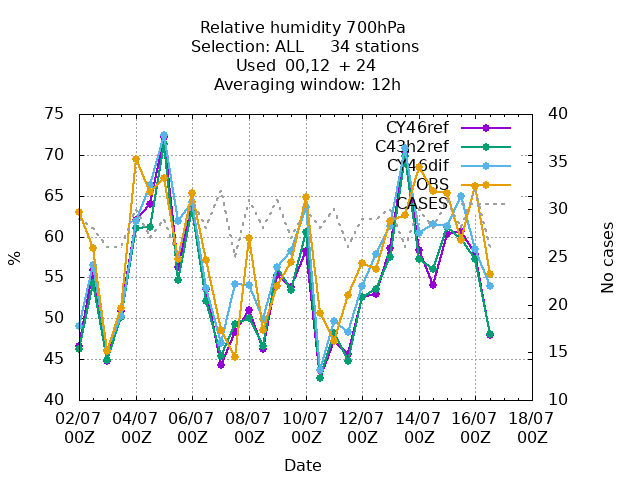 Relative humidity 700hPa
Selection: ALL 34 stations
Used 00,12 + 24
Averaging window: 12h
75
70
65
60
55
50
45
40
%
40
35
30
25
20
15
10
No cases
CY46ref
C43h2ref
CY46dif
OBS
CASES
02/07 04/07 06/07 08/07 10/07 12/07 14/07 16/07 18/07
00Z 00Z 00Z 00Z 00Z 00Z 00Z 00Z 00Z
Date